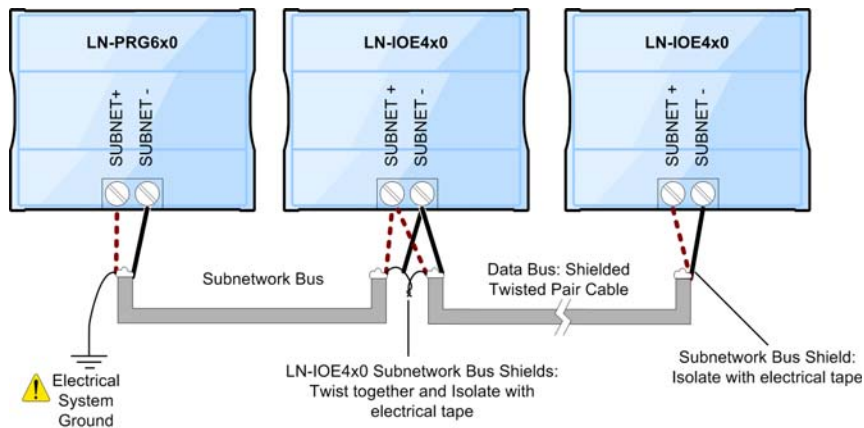 LN-PRG6x0
LN-IOE4x0
LN-IOE4x0
SUBNET+
SUBNET -
SUBNET +
SUBNET -
SUBNET +
SUBNET -
Subnetwork Bus
Data Bus: Shielded
Twisted Pair Cable
Electrical
System
Ground
LN-IOE4x0 Subnetwork Bus Shields:
Twist together and Isolate with
electrical tape
Subnetwork Bus Shield:
Isolate with electrical tape